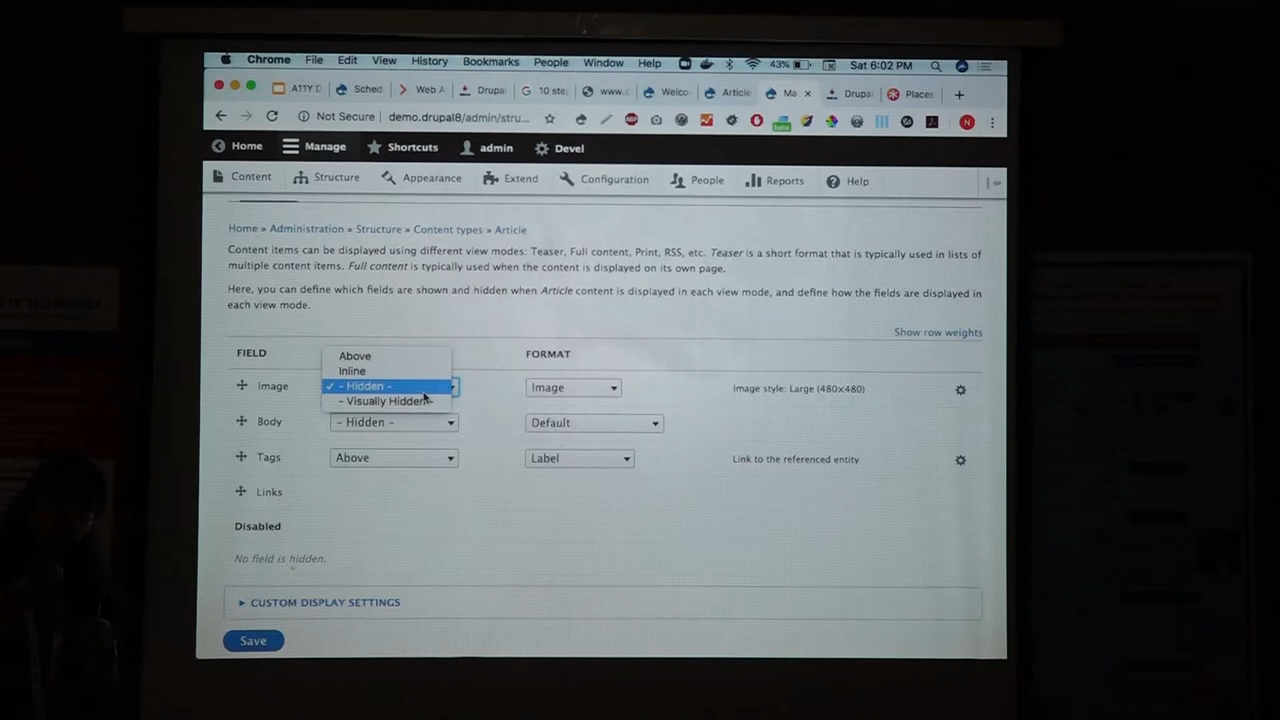 Chrome File Edit View History Bookmarks People Window Help 43% Sat 6:02 PM
A11Y D Sched Web A Drupal 10 ste www. Welco Article Ma Drupal Places
Not Secure demo.drupal8/admin/stru... N
beta
Home Manage Shortcuts admin Devel
Content Structure Appearance Extend Configuration People Reports Help
Home » Administration » Structure » Content types » Article
Content items can be displayed using different view modes: Teaser, Full content, Print, RSS, etc. Teaser is a short format that is typically used in lists of
multiple content items. Full content is typically used when the content is displayed on its own page.
Here, you can define which fields are shown and hidden when Article content is displayed in each view mode, and define how the fields are displayed in
each view mode.
Show row weights
FIELD FORMAT
Above
Inline
- Hidden -
- Visually Hidden -
Image Image Image style: Large (480x480)
Body - Hidden - Default
Tags Above Label Link to the referenced entity
Links
Disabled
No field is hidden.
CUSTOM DISPLAY SETTINGS
Save
OF TECHNOLOGY